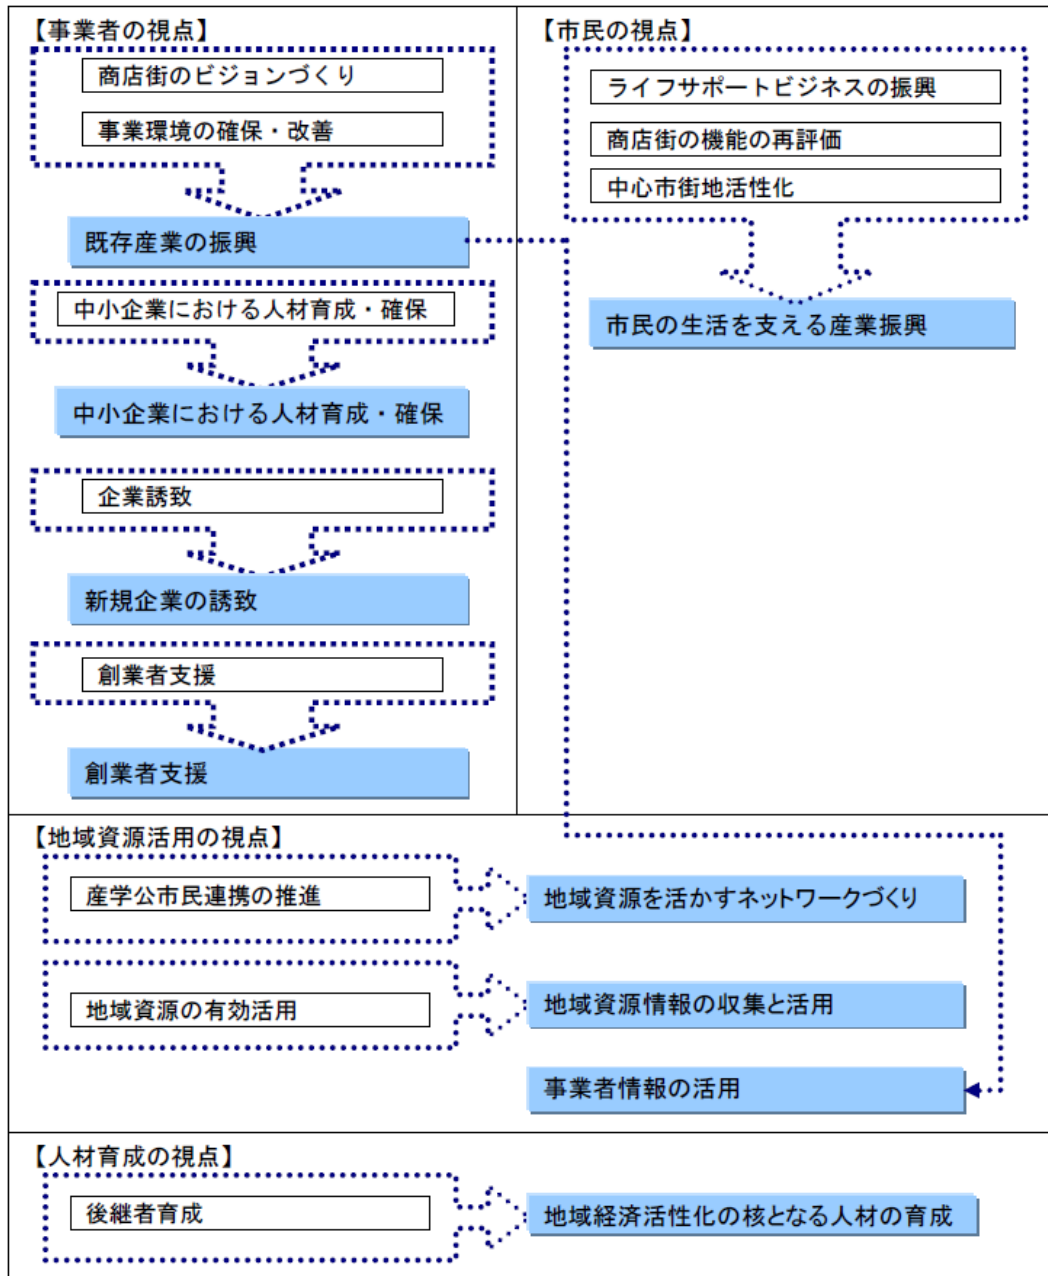 【事業者の視点】
商店街のビジョンづくり
事業環境の確保・改善
既存産業の振興
中小企業における人材育成・確保
中小企業における人材育成・確保
企業誘致
新規企業の誘致
創業者支援
創業者支援
【市民の視点】
ライフサポートビジネスの振興
商店街の機能の再評価
中心市街地活性化
市民の生活を支える産業振興
【地域資源活用の視点】
産学公市民連携の推進
地域資源を活かすネットワークづくり
地域資源の有効活用
地域資源情報の収集と活用
事業者情報の活用
【人材育成の視点】
後継者育成
地域経済活性化の核となる人材の育成